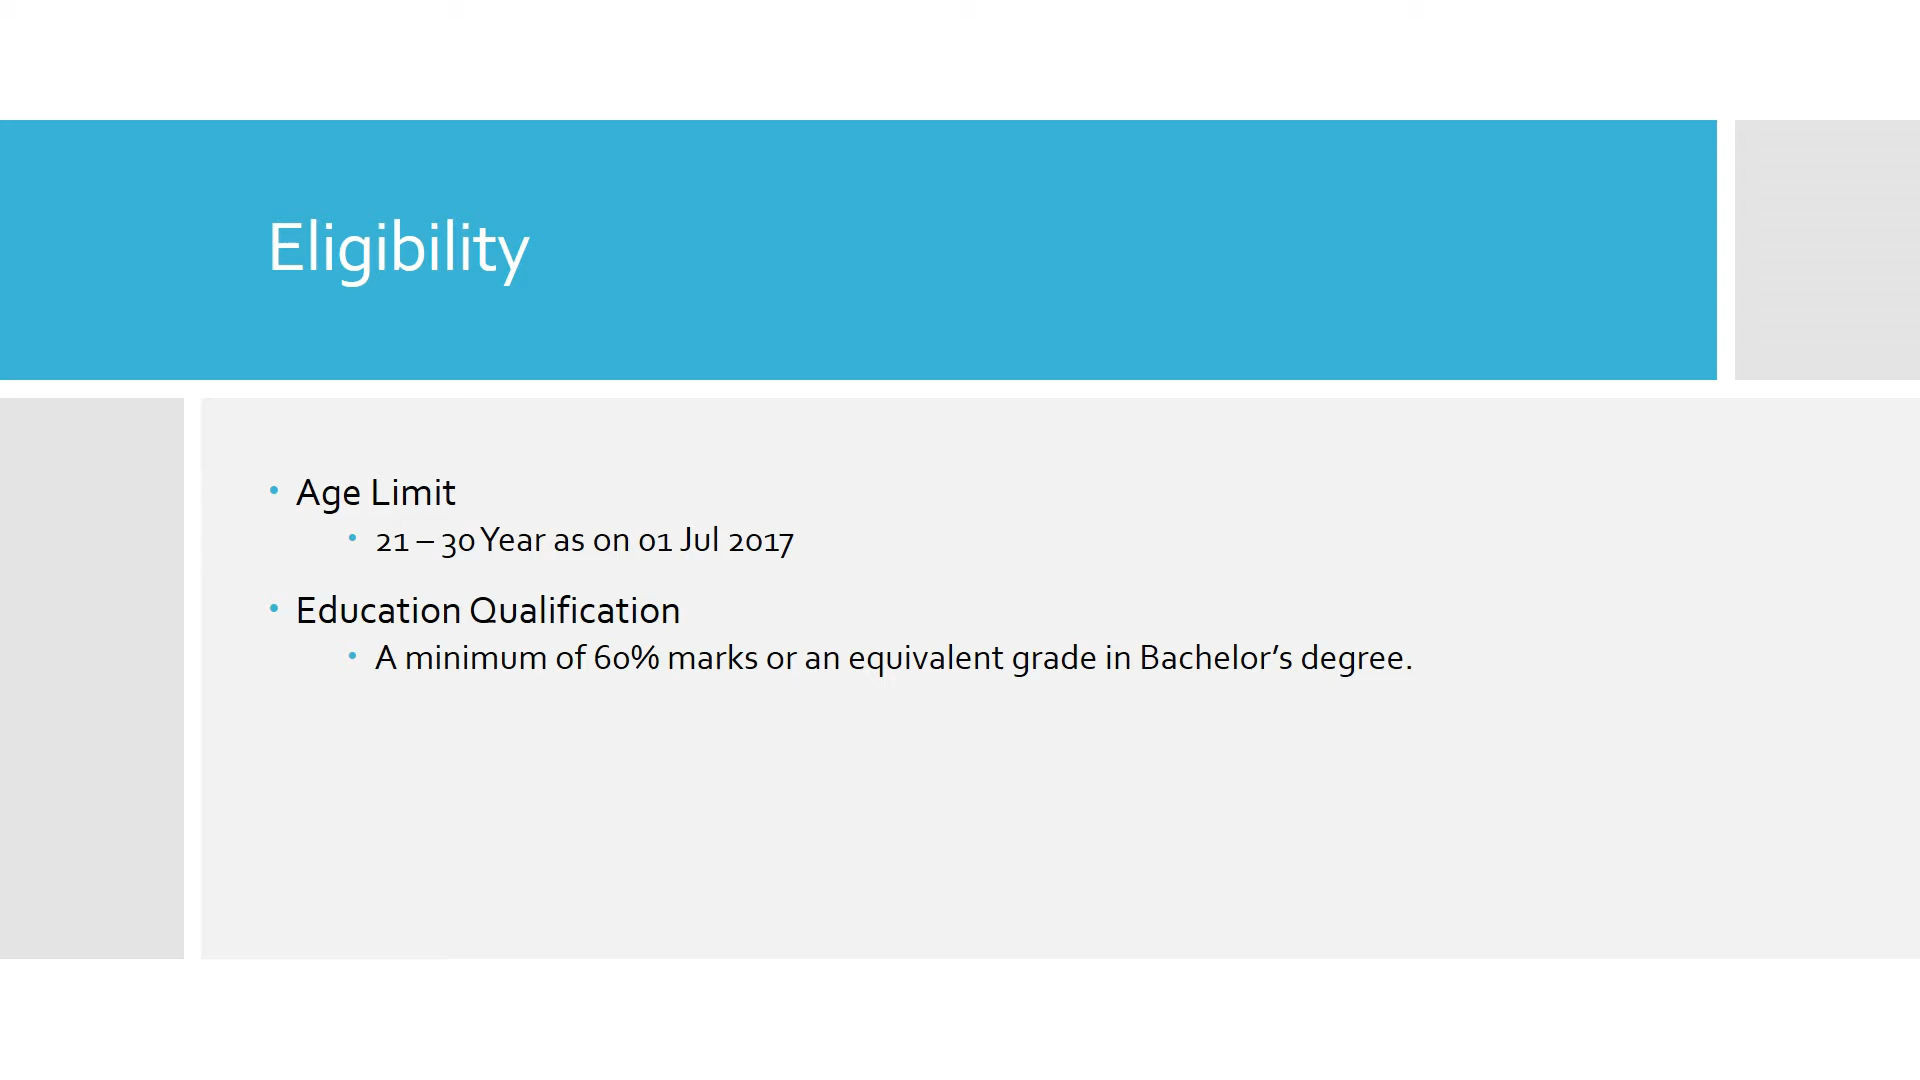 Eligibility
• Age Limit
• 21 – 30 Year as on 01 Jul 2017
• Education Qualification
• A minimum of 60% marks or an equivalent grade in Bachelor’s degree.